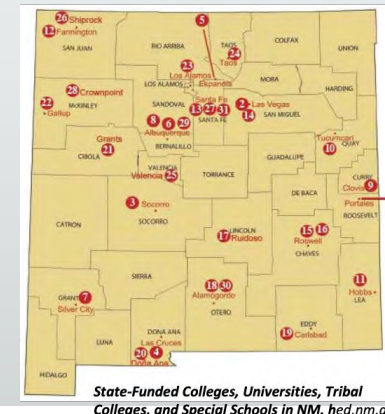 26 Shiprock
12 Farmington
SAN JUAN
RIO ARRIBA
5
TAOS
24
Taos
COLFAX
UNION
23
Los Alamos
LOS ALAMOS
Espanola
MORA
HARDING
28 Crownpoint
MCKINLEY
22
Gallup
SANDOVAL
Santa Fe
13 27 31
SANTA FE
2 Las Vegas
14 SAN MIGUEL
8 6 29
Albuquerque
BERNALILLO
Grants
21
CIBOLA
Tucumcari
10 QUAY
VALENCIA
Valencia 25
TORRANCE
GUADALUPE
CURRY
Clovis 9
Portales
ROOSEVELT
DE BACA
3 Socorro
SOCORRO
CATRON
LINCOLN
17 Ruidoso
15 16
Roswell
CHAVES
SIERRA
18 30
Alamogordo
OTERO
11
Hobbs
LEA
GRANT 7
Silver City
EDDY
19 Carlsbad
LUNA
DONA ANA
Las Cruces
20 4
Dona Ana
HIDALGO
State-Funded Colleges, Universities, Tribal
Colleges, and Special Schools in NM. hed.nm.g